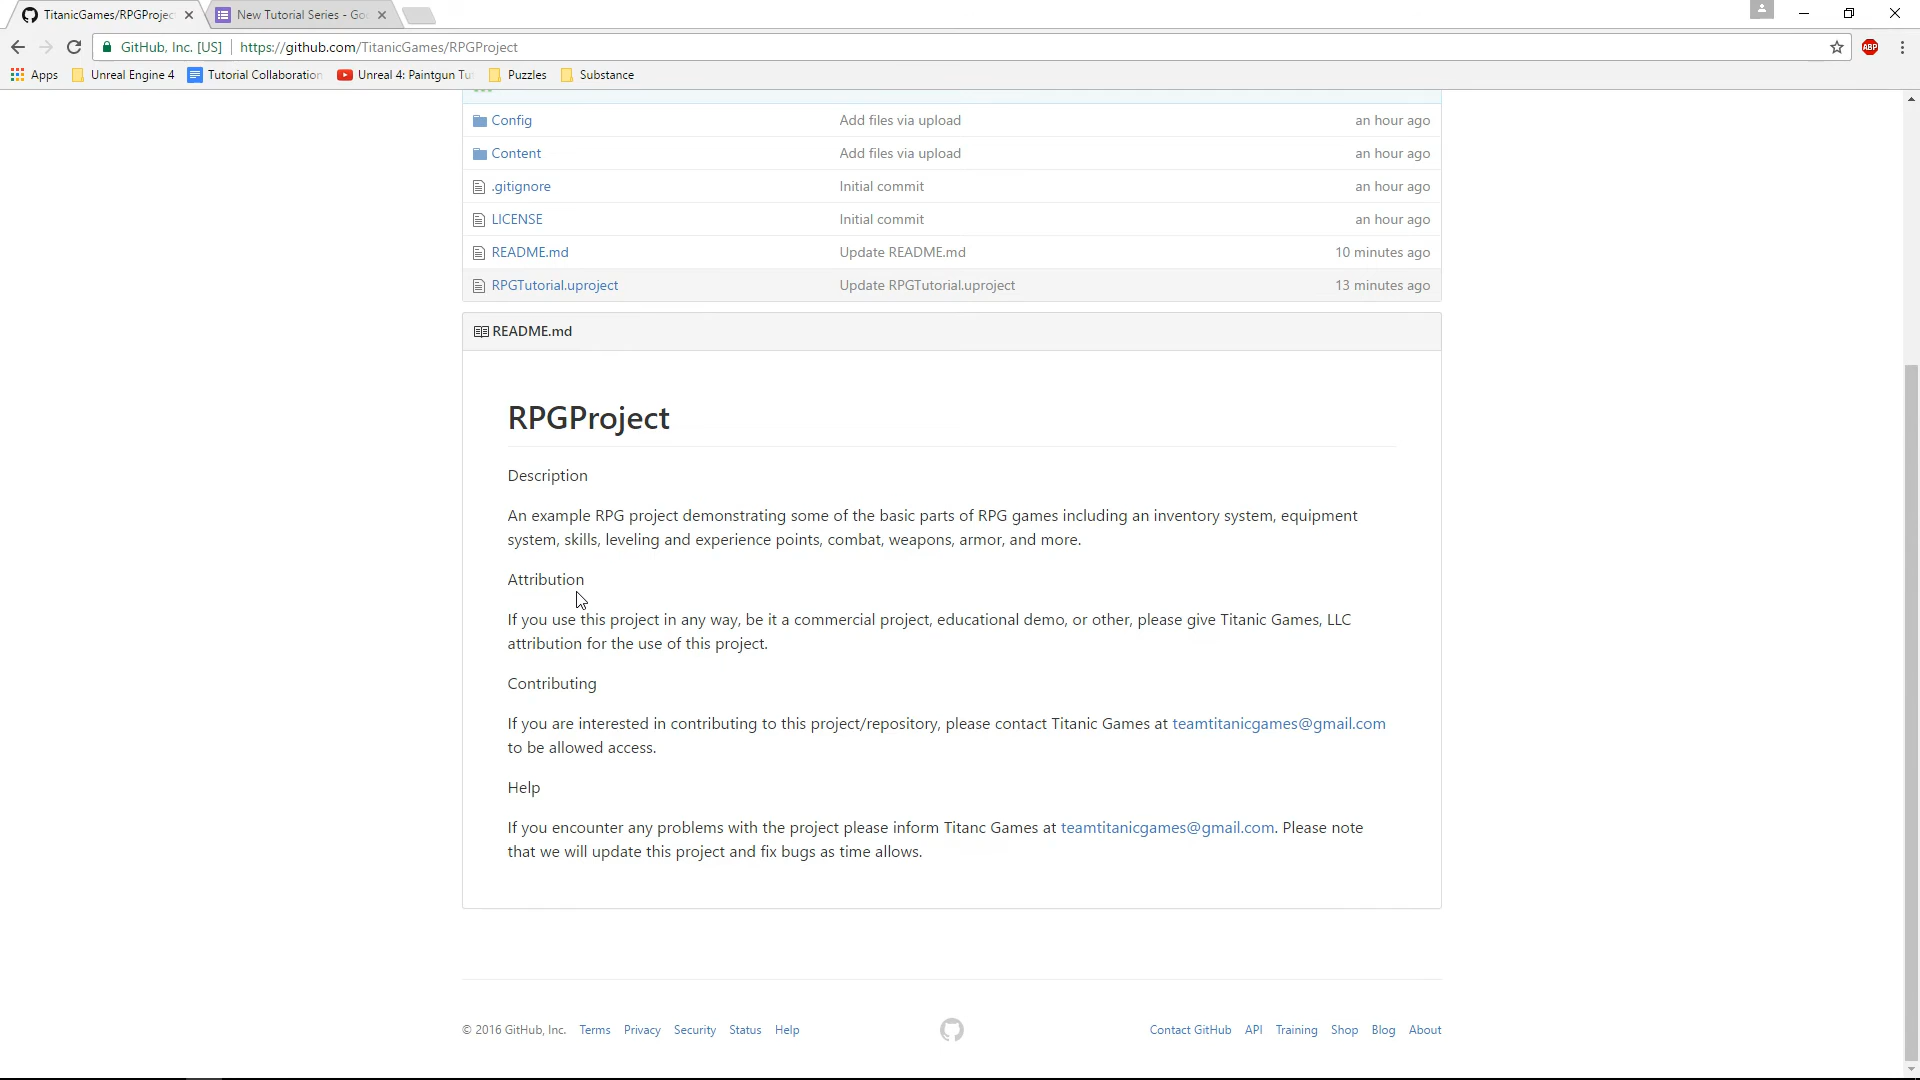 TitanicGames/RPGProjec
New Tutorial Series - Go
GitHub, Inc. [US]
https://github.com/TitanicGames/RPGProject
ABP
Apps
Unreal Engine 4
Tutorial Collaboration
Unreal 4: Paintgun Tu
Puzzles
Substance
Config Add files via upload an hour ago
Content Add files via upload an hour ago
.gitignore Initial commit an hour ago
LICENSE Initial commit an hour ago
README.md Update README.md 10 minutes ago
RPGTutorial.uproject Update RPGTutorial.uproject 13 minutes ago
README.md
RPGProject
Description
An example RPG project demonstrating some of the basic parts of RPG games including an inventory system, equipment
system, skills, leveling and experience points, combat, weapons, armor, and more.
Attribution
If you use this project in any way, be it a commercial project, educational demo, or other, please give Titanic Games, LLC
attribution for the use of this project.
Contributing
If you are interested in contributing to this project/repository, please contact Titanic Games at teamtitanicgames@gmail.com
to be allowed access.
Help
If you encounter any problems with the project please inform Titanc Games at teamtitanicgames@gmail.com. Please note
that we will update this project and fix bugs as time allows.
© 2016 GitHub, Inc. Terms Privacy Security Status Help
Contact GitHub API Training Shop Blog About